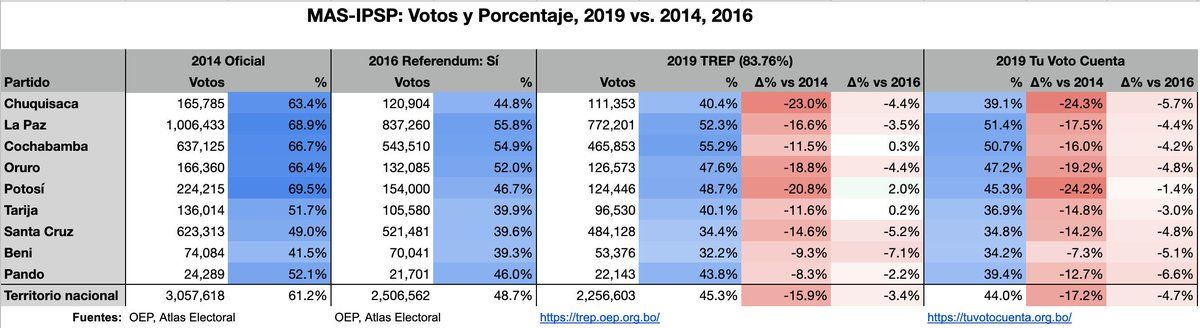 MAS-IPSP: Votos y Porcentaje, 2019 vs. 2014, 2016
2014 Oficial 2016 Referendum: Sí 2019 TREP (83.76%) 2019 Tu Voto Cuenta
Partido Votos % Votos % Votos % Δ% vs 2014 Δ% vs 2016 % Δ% vs 2014 Δ% vs 2016
Chuquisaca 165,785 63.4% 120,904 44.8% 111,353 40.4% -23.0% -4.4% 39.1% -24.3% -5.7%
La Paz 1,006,433 68.9% 837,260 55.8% 772,201 52.3% -16.6% -3.5% 51.4% -17.5% -4.4%
Cochabamba 637,125 66.7% 543,510 54.9% 465,853 55.2% -11.5% 0.3% 50.7% -16.0% -4.2%
Oruro 166,360 66.4% 132,085 52.0% 126,573 47.6% -18.8% -4.4% 47.2% -19.2% -4.8%
Potosí 224,215 69.5% 154,000 46.7% 124,446 48.7% -20.8% 2.0% 45.3% -24.2% -1.4%
Tarija 136,014 51.7% 105,580 39.9% 96,530 40.1% -11.6% 0.2% 36.9% -14.8% -3.0%
Santa Cruz 623,313 49.0% 521,481 39.6% 484,128 34.4% -14.6% -5.2% 34.8% -14.2% -4.8%
Beni 74,084 41.5% 70,041 39.3% 53,376 32.2% -9.3% -7.1% 34.2% -7.3% -5.1%
Pando 24,289 52.1% 21,701 46.0% 22,143 43.8% -8.3% -2.2% 39.4% -12.7% -6.6%
Territorio nacional 3,057,618 61.2% 2,506,562 48.7% 2,256,603 45.3% -15.9% -3.4% 44.0% -17.2% -4.7%
Fuentes: OEP, Atlas Electoral OEP, Atlas Electoral https://trep.oep.org.bo/ https://tuvotocuenta.org.bo/